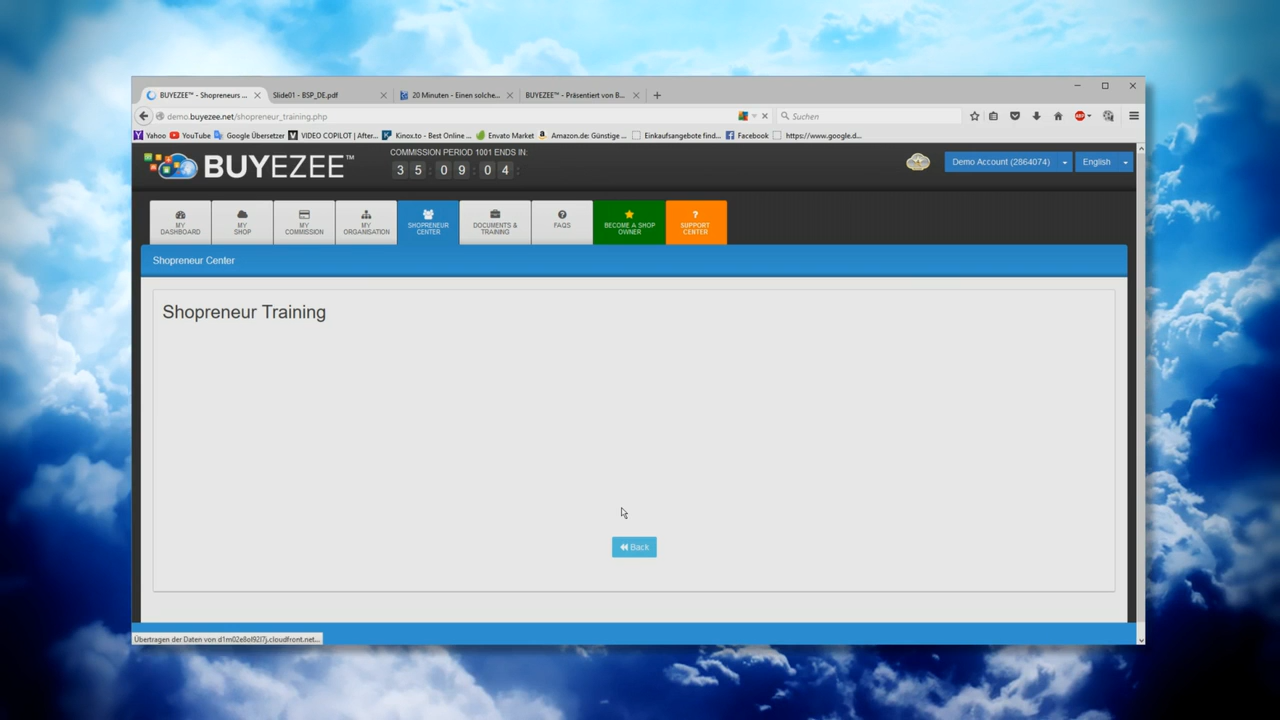 BUYEZEE™ - Shopreneurs ...
Slide01 - BSP_DE.pdf
20 Minuten - Einen solche...
BUYEZEE™ - Präsentiert von B...
demo.buyezee.net/shopreneur_training.php
Suchen
Yahoo
YouTube
Google Übersetzer
VIDEO COPILOT | After...
Kinox.to - Best Online ...
Envato Market
Amazon.de: Günstige ...
Einkaufsangebote find...
Facebook
https://www.google.d...
BUYEZEE™
COMMISSION PERIOD 1001 ENDS IN:
3 5 : 0 9 : 0 4 :
Demo Account (2864074)
English
MY
DASHBOARD
MY
SHOP
MY
COMMISSION
MY
ORGANISATION
SHOPRENEUR
CENTER
DOCUMENTS &
TRAINING
FAQS
BECOME A SHOP
OWNER
SUPPORT
CENTER
Shopreneur Center
Shopreneur Training
Back